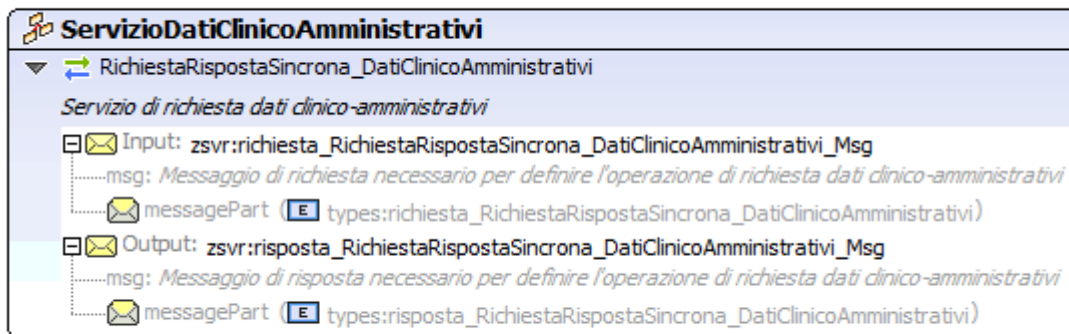 ServizioDatiClinicoAmministrativi
RichiestaRispostaSincrona_DatiClinicoAmministrativi
Servizio di richiesta dati clinico-amministrativi
Input: zsvr:richiesta_RichiestaRispostaSincrona_DatiClinicoAmministrativi_Msg
msg: Messaggio di richiesta necessario per definire l'operazione di richiesta dati clinico-amministrativi
messagePart (E types:richiesta_RichiestaRispostaSincrona_DatiClinicoAmministrativi)
Output: zsvr:risposta_RichiestaRispostaSincrona_DatiClinicoAmministrativi_Msg
msg: Messaggio di risposta necessario per definire l'operazione di richiesta dati clinico-amministrativi
messagePart (E types:risposta_RichiestaRispostaSincrona_DatiClinicoAmministrativi)